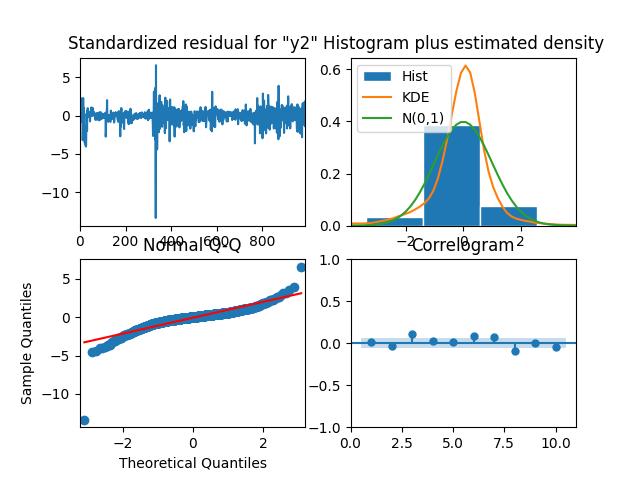 Standardized residual for "y2"
Histogram plus estimated density
5
0
−5
−10
0 200 400 600 800
0.6
0.4
0.2
0.0
−2 0 2
Hist
KDE
N(0,1)
Normal Q-Q
Correlogram
Sample Quantiles
5
0
−5
−10
−2 0 2
Theoretical Quantiles
1.0
0.5
0.0
−0.5
−1.0
0.0 2.5 5.0 7.5 10.0